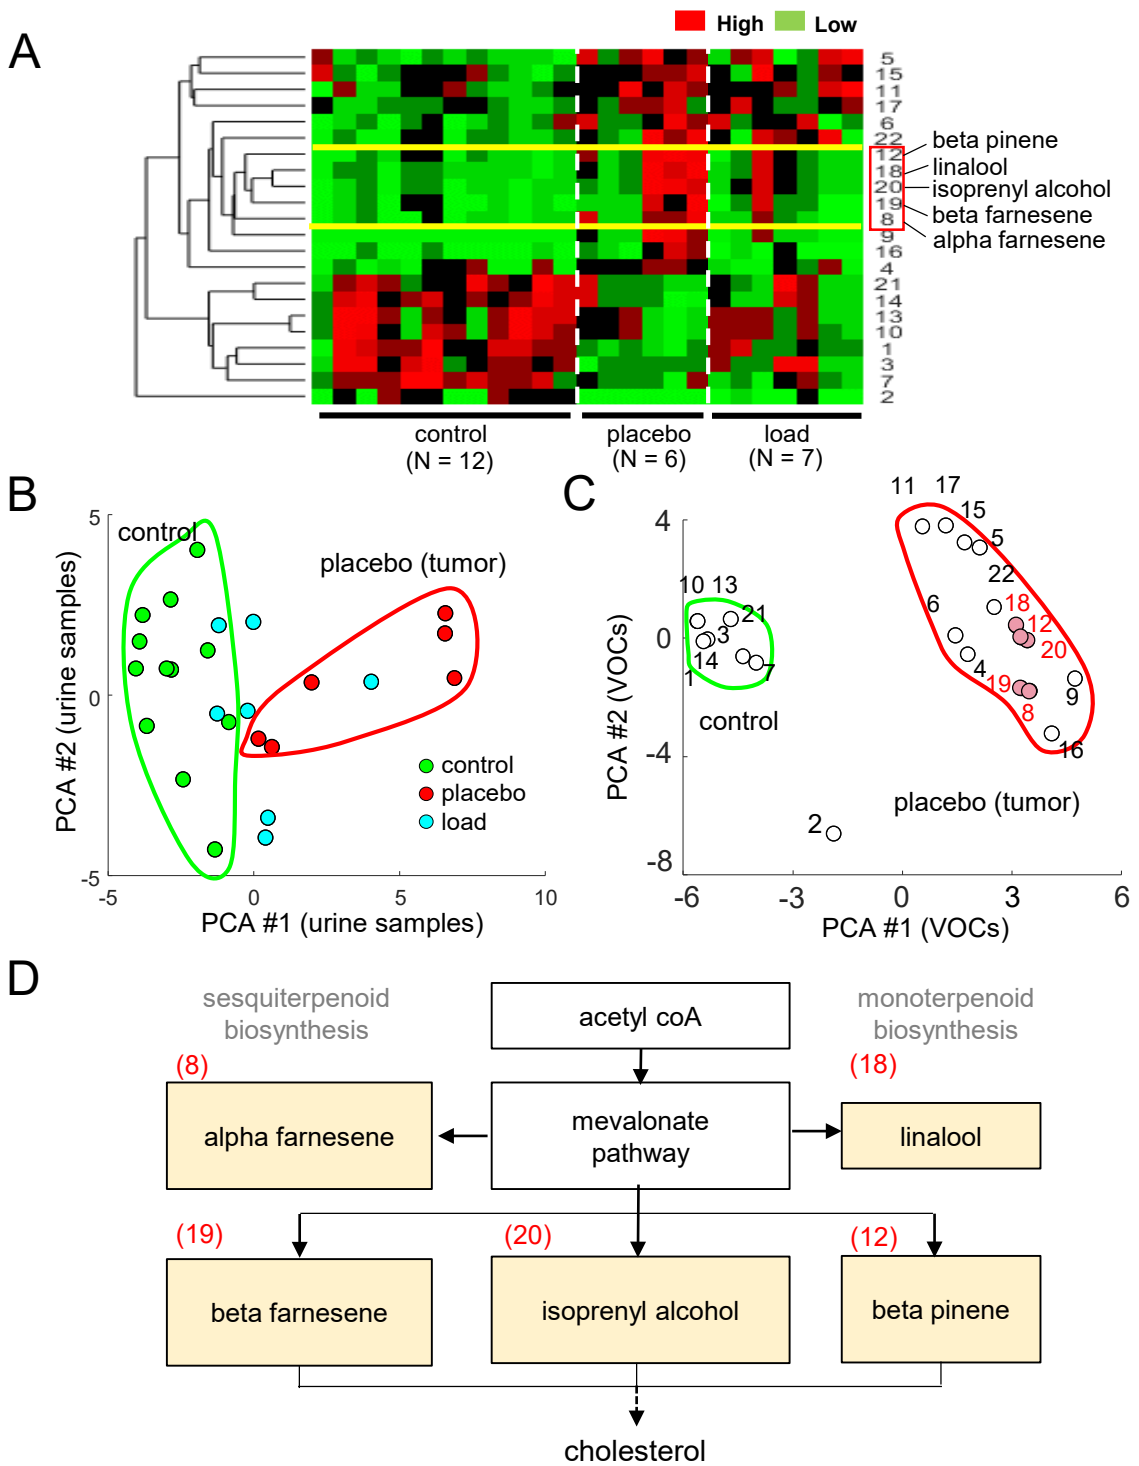 High Low
A
5
15
11
17
6
22
12
18
20
19
8
9
16
4
21
14
13
10
1
3
7
2
beta pinene
linalool
isoprenyl alcohol
beta farnesene
alpha farnesene
control
(N = 12)
placebo
(N = 6)
load
(N = 7)
B
5
0
-5
control
placebo (tumor)
control
placebo
load
PCA #2 (urine samples)
-5 0 5 10
PCA #1 (urine samples)
C
4
0
-4
-8
11 17
15
5
22
18
12
20
6
4
19
8
9
16
10 13
21
3
14
1
7
2
control
placebo (tumor)
PCA #2 (VOCs)
-6 -3 0 3 6
PCA #1 (VOCs)
D
sesquiterpenoid
biosynthesis
acetyl coA
monoterpenoid
biosynthesis
(8)
(18)
alpha farnesene
mevalonate
pathway
linalool
(19)
(20)
(12)
beta farnesene
isoprenyl alcohol
beta pinene
cholesterol